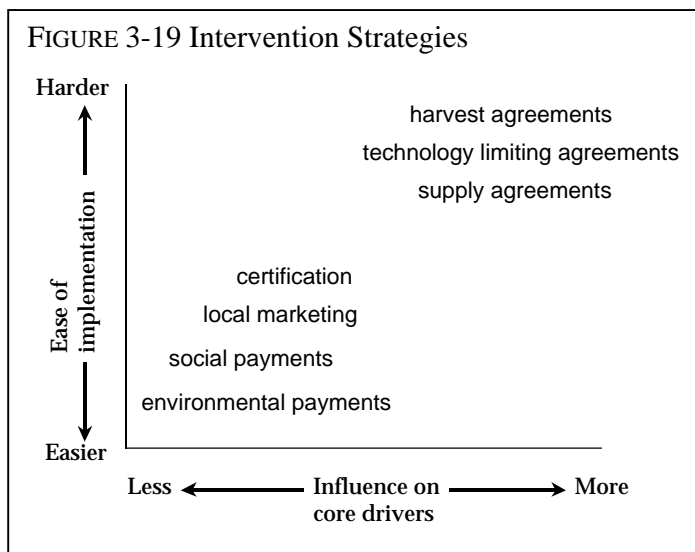 FIGURE 3-19 Intervention Strategies
Harder
harvest agreements
technology limiting agreements
supply agreements
Ease of
implementation
certification
local marketing
social payments
environmental payments
Easier
Less
Influence on
core drivers
More